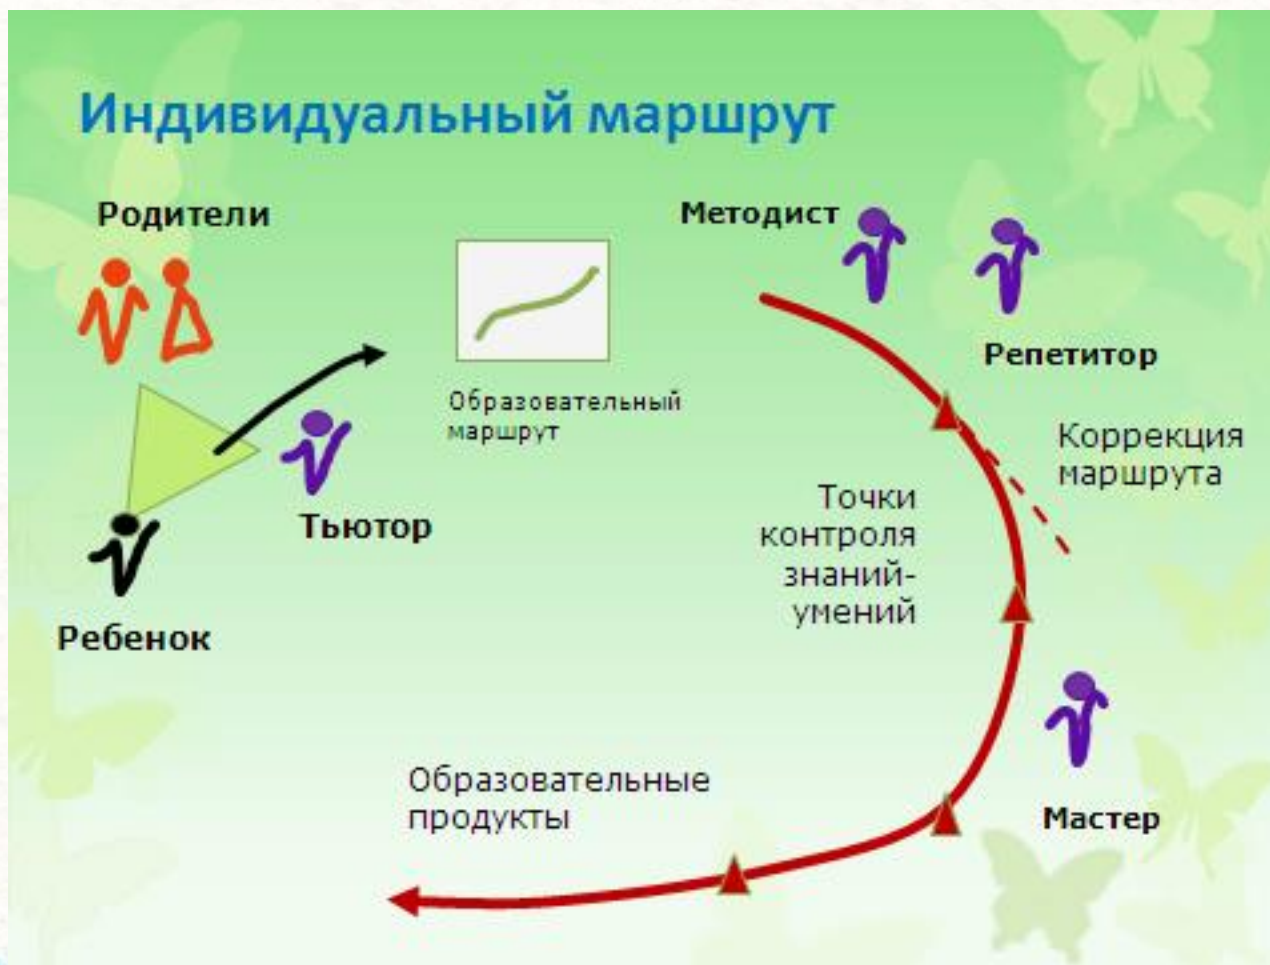 Индивидуальный маршрут
Родители
Методист
Репетитор
Образовательный
маршрут
Коррекция
маршрута
Тьютор
Точки
контроля
знаний-
умений
Ребенок
Образовательные
продукты
Мастер